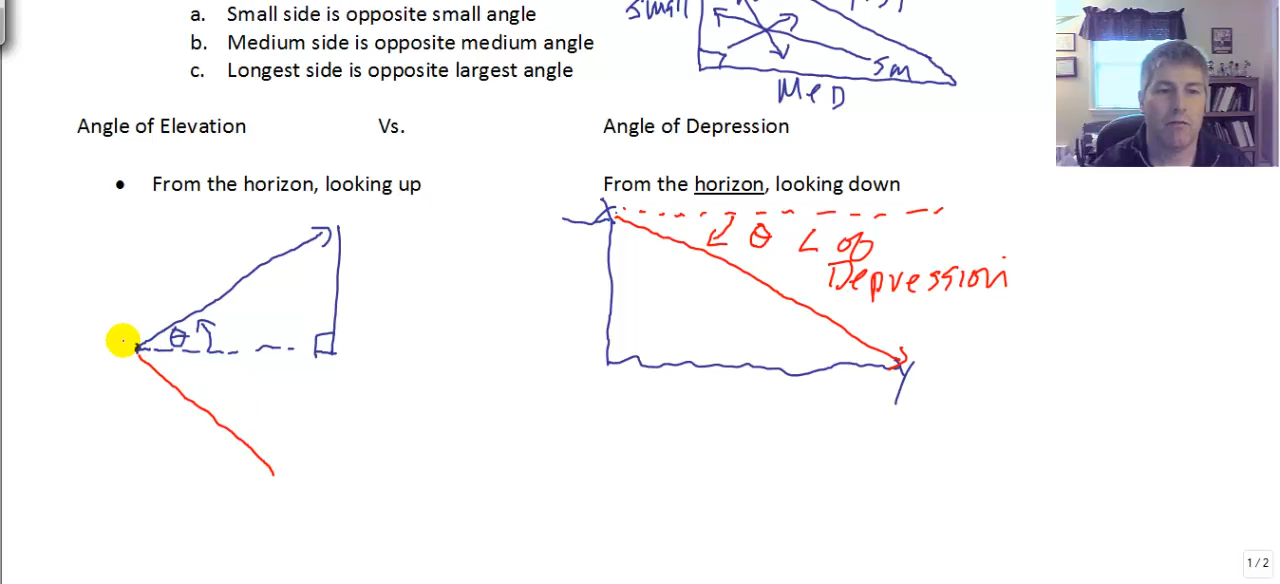 a. Small side is opposite small angle
b. Medium side is opposite medium angle
c. Longest side is opposite largest angle
Small
Sm
MeD
Angle of Elevation Vs. Angle of Depression
• From the horizon, looking up
From the horizon, looking down
θ
θ ∠ of
Depression
X
Y
1 / 2